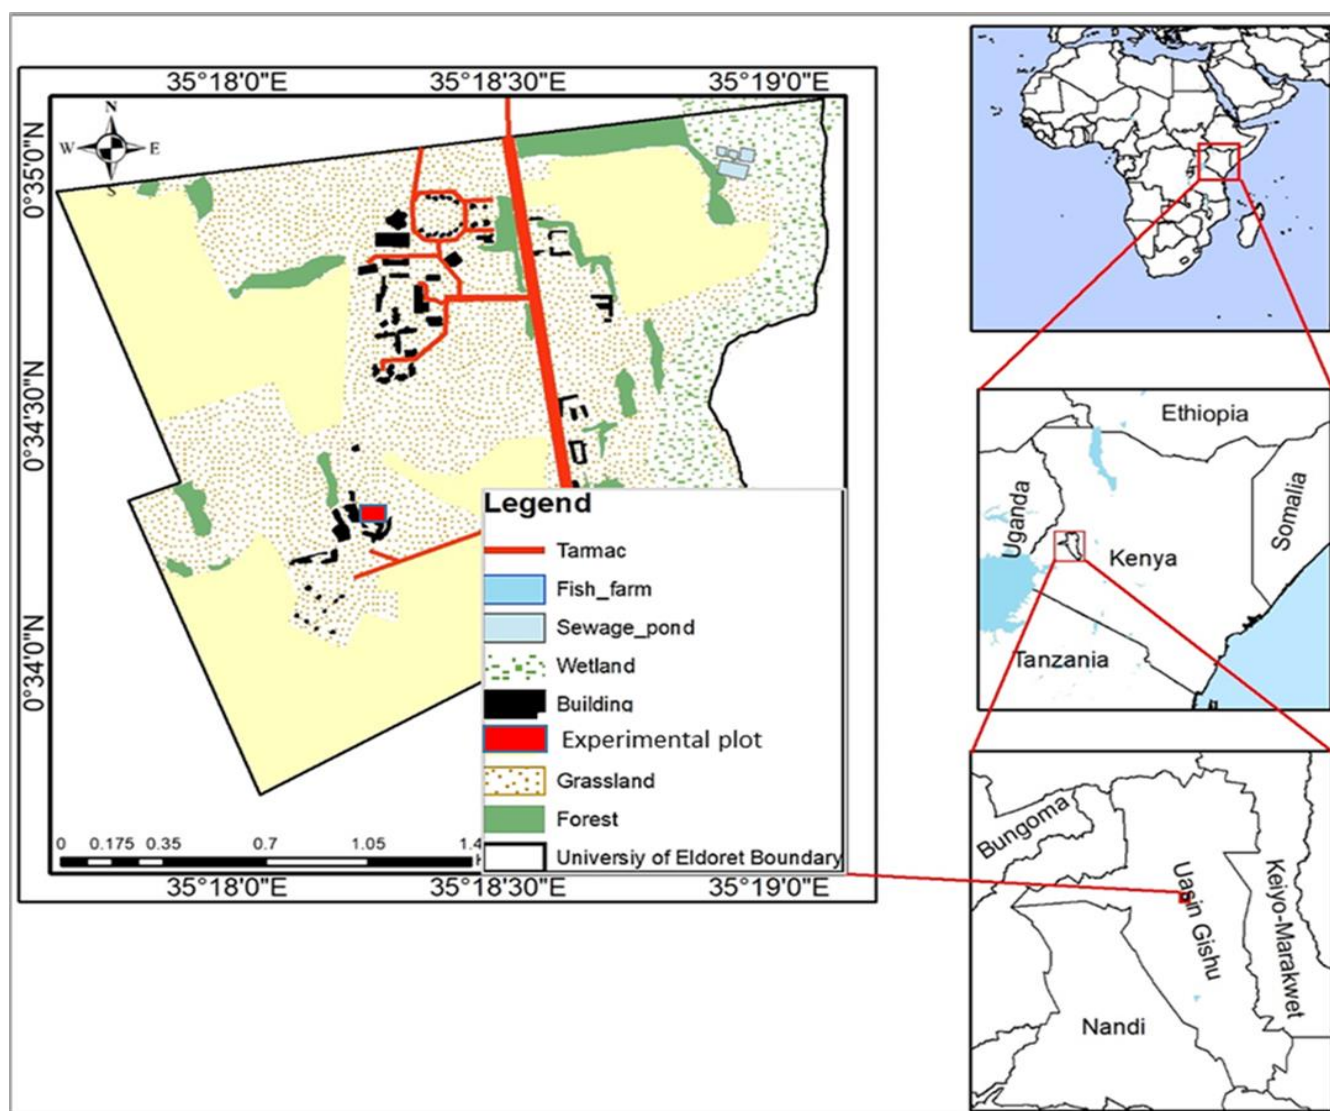 35°18'0"E 35°18'30"E 35°19'0"E
N
W E
S
0°35'0"N
0°34'30"N
0°34'0"N
Legend
Tarmac
Fish_farm
Sewage_pond
Wetland
Building
Experimental plot
Grassland
Forest
Universiy of Eldoret Boundary
0 0.175 0.35 0.7 1.05 1.4
35°18'0"E 35°18'30"E 35°19'0"E
Ethiopia
Uganda
Somalia
Kenya
Tanzania
Bungoma
Uasin Gishu
Keiyo-Marakwet
Nandi